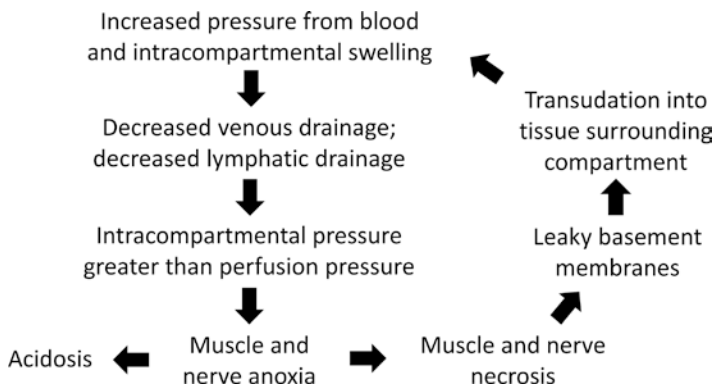 Increased pressure from blood
and intracompartmental swelling
Decreased venous drainage;
decreased lymphatic drainage
Intracompartmental pressure
greater than perfusion pressure
Muscle and
nerve anoxia
Acidosis
Muscle and nerve
necrosis
Leaky basement
membranes
Transudation into
tissue surrounding
compartment